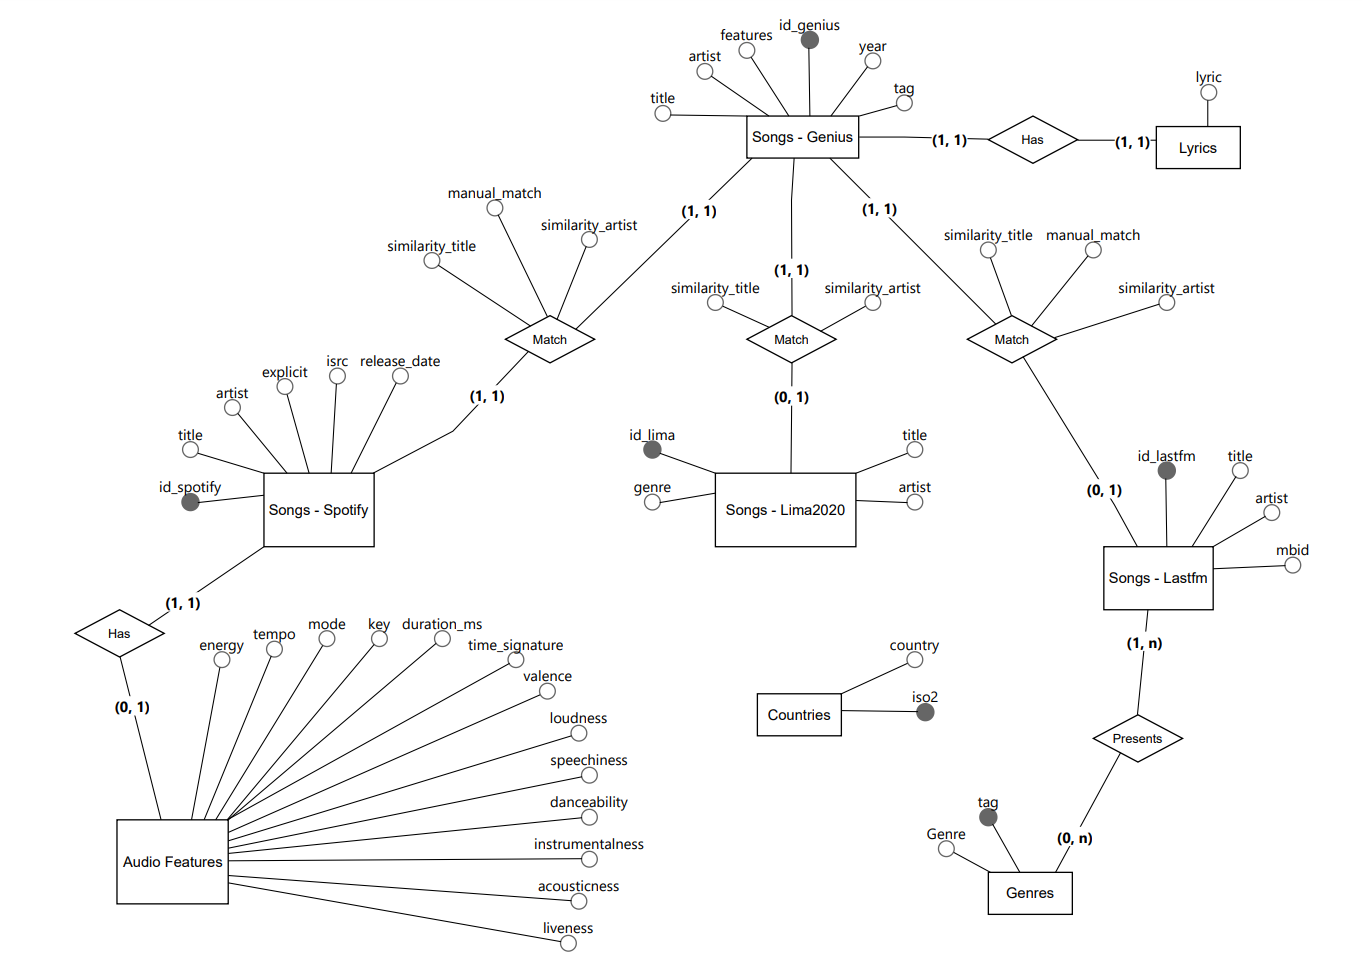 id_genius
features
year
artist
tag
title
lyric
Songs - Genius
(1, 1)
Has
(1, 1)
Lyrics
manual_match
(1, 1)
(1, 1)
similarity_artist
similarity_title
similarity_title
manual_match
(1, 1)
similarity_title
similarity_artist
similarity_artist
Match
Match
Match
isrc
release_date
explicit
artist
(1, 1)
(0, 1)
title
id_lima
title
id_lastfm
title
id_spotify
genre
artist
(0, 1)
artist
Songs - Spotify
Songs - Lima2020
mbid
Songs - Lastfm
(1, 1)
Has
mode
key
duration_ms
tempo
energy
time_signature
country
(1, n)
valence
iso2
(0, 1)
loudness
Countries
Presents
speechiness
danceability
tag
Genre
(0, n)
instrumentalness
Audio Features
acousticness
Genres
liveness